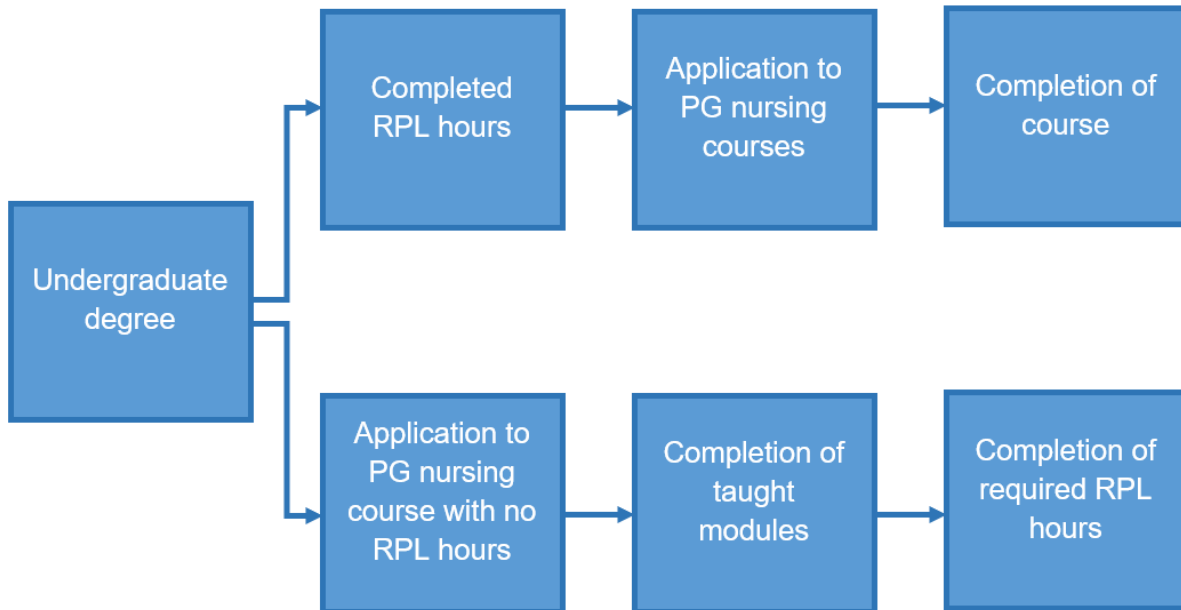 Undergraduate
degree
Completed
RPL hours
Application to
PG nursing
courses
Completion of
course
Application to
PG nursing
course with no
RPL hours
Completion of
taught
modules
Completion of
required RPL
hours